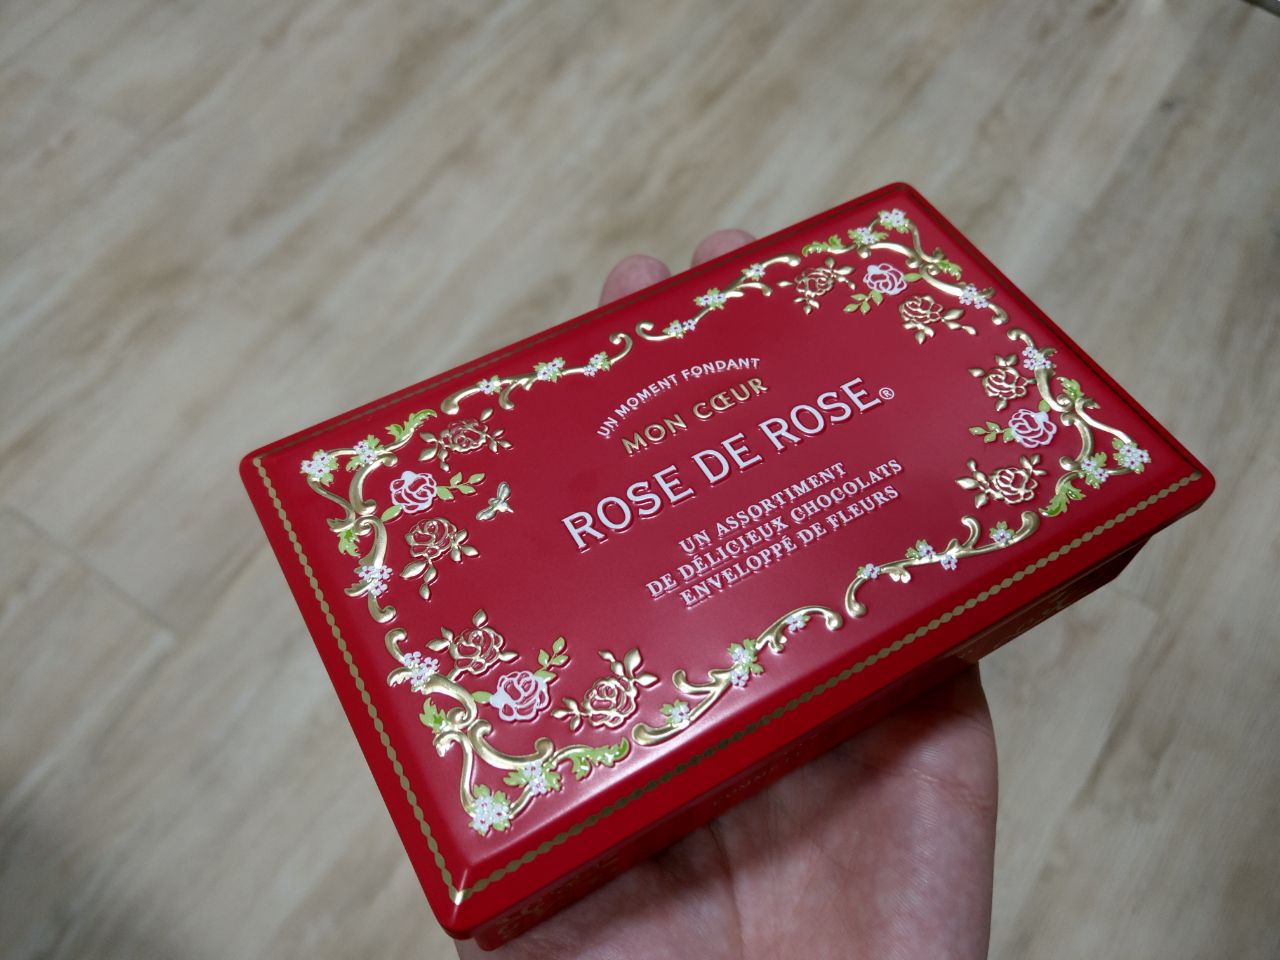 UN MOMENT FONDANT
MON CŒUR
ROSE DE ROSE®
UN ASSORTIMENT
DE DÉLICIEUX CHOCOLATS
ENVELOPPÉ DE FLEURS